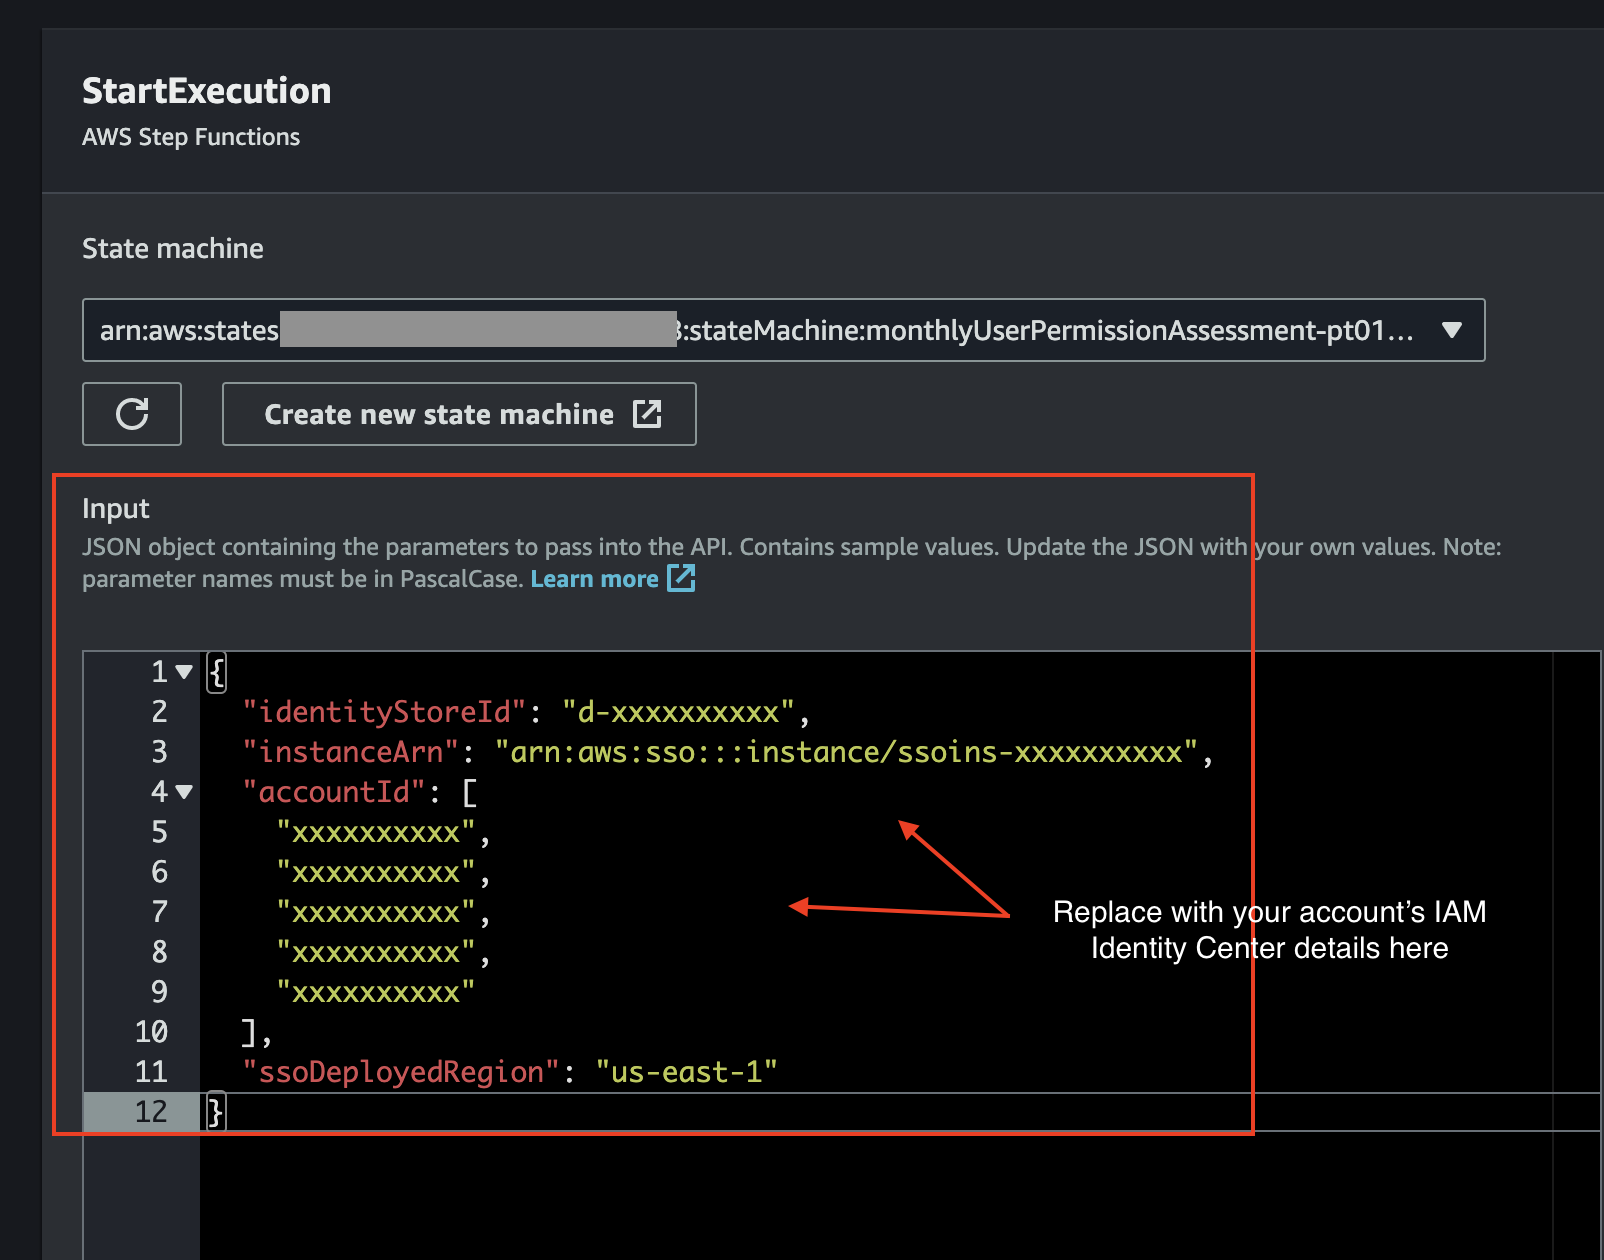 StartExecution
AWS Step Functions
State machine
arn:aws:states :stateMachine:monthlyUserPermissionAssessment-pt01...
Create new state machine
Input
JSON object containing the parameters to pass into the API. Contains sample values. Update the JSON with your own values. Note:
parameter names must be in PascalCase. Learn more
1 {
2 "identityStoreId": "d-xxxxxxxxxx",
3 "instanceArn": "arn:aws:sso:::instance/ssoins-xxxxxxxxxx",
4 "accountId": [
5 "xxxxxxxxxx",
6 "xxxxxxxxxx",
7 "xxxxxxxxxx",
8 "xxxxxxxxxx",
9 "xxxxxxxxxx"
10 ],
11 "ssoDeployedRegion": "us-east-1"
12 }
Replace with your account’s IAM
Identity Center details here